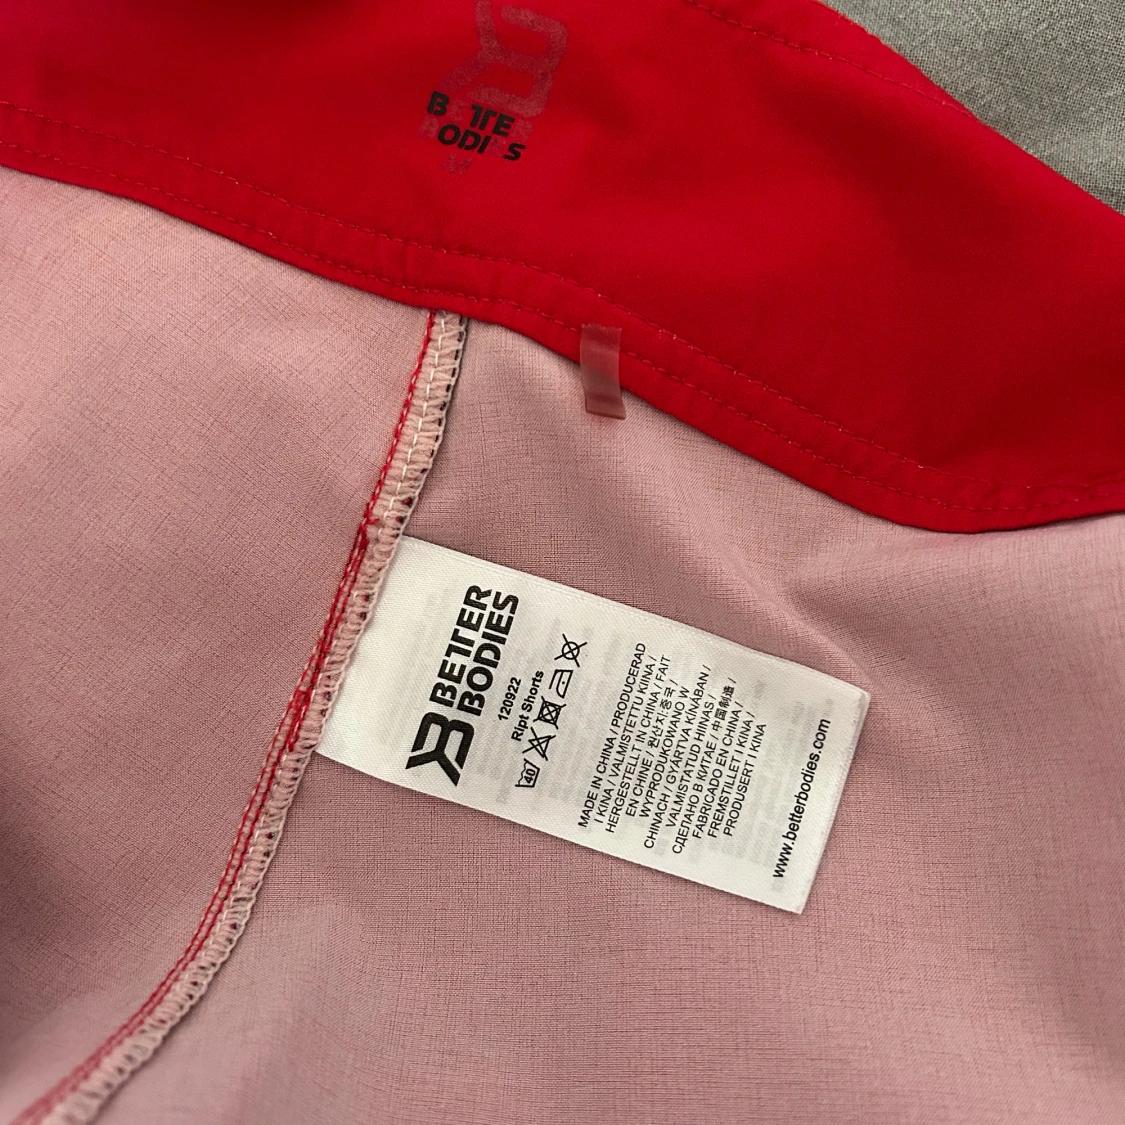 BETTER
BODIES
120922
Ript Shorts
40
MADE IN CHINA / PRODUCERAD
I KINA / VALMISTETTU KIINA /
HERGESTELLT IN CHINA / FAIT
EN CHINE / 원산지:중국 /
WYPRODUKOWANO W
CHINACH / GYÁRTVA KÍNÁBAN /
VALMISTATUD HIINAS /
СДЕЛАНО В КИТАЕ / 中国制造 /
FABRICADO EN CHINA /
FREMSTILLET I KINA /
PRODUSERT I KINA
www.betterbodies.com